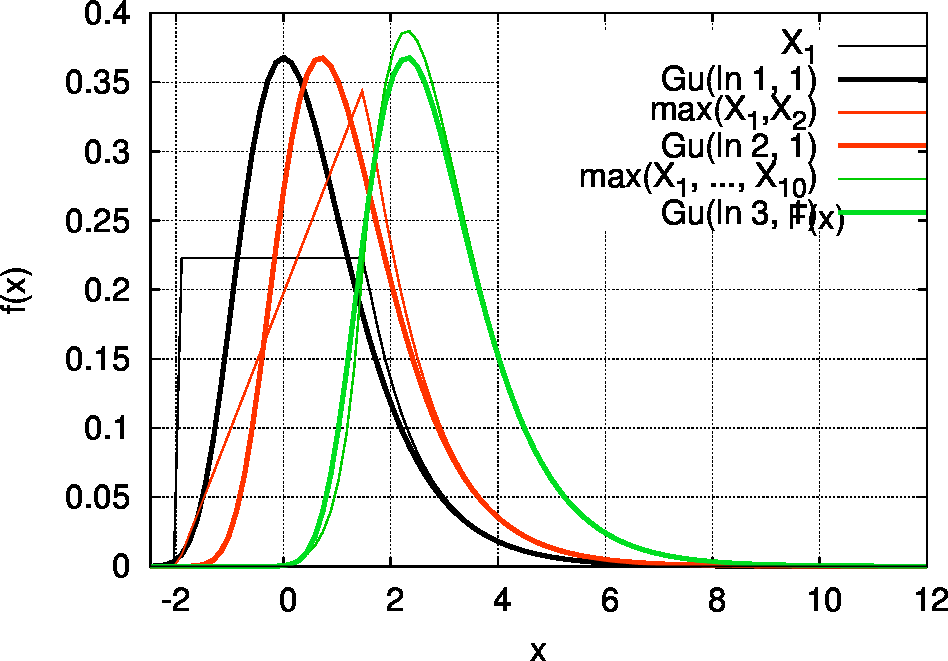 0.4
0.35
0.3
0.25
0.2
0.15
0.1
0.05
0
f(x)
X1
Gu(ln 1, 1)
max(X1,X2)
Gu(ln 2, 1)
max(X1, ..., X10)
Gu(ln 3, 1)
F(x)
-2 0 2 4 6 8 10 12
x